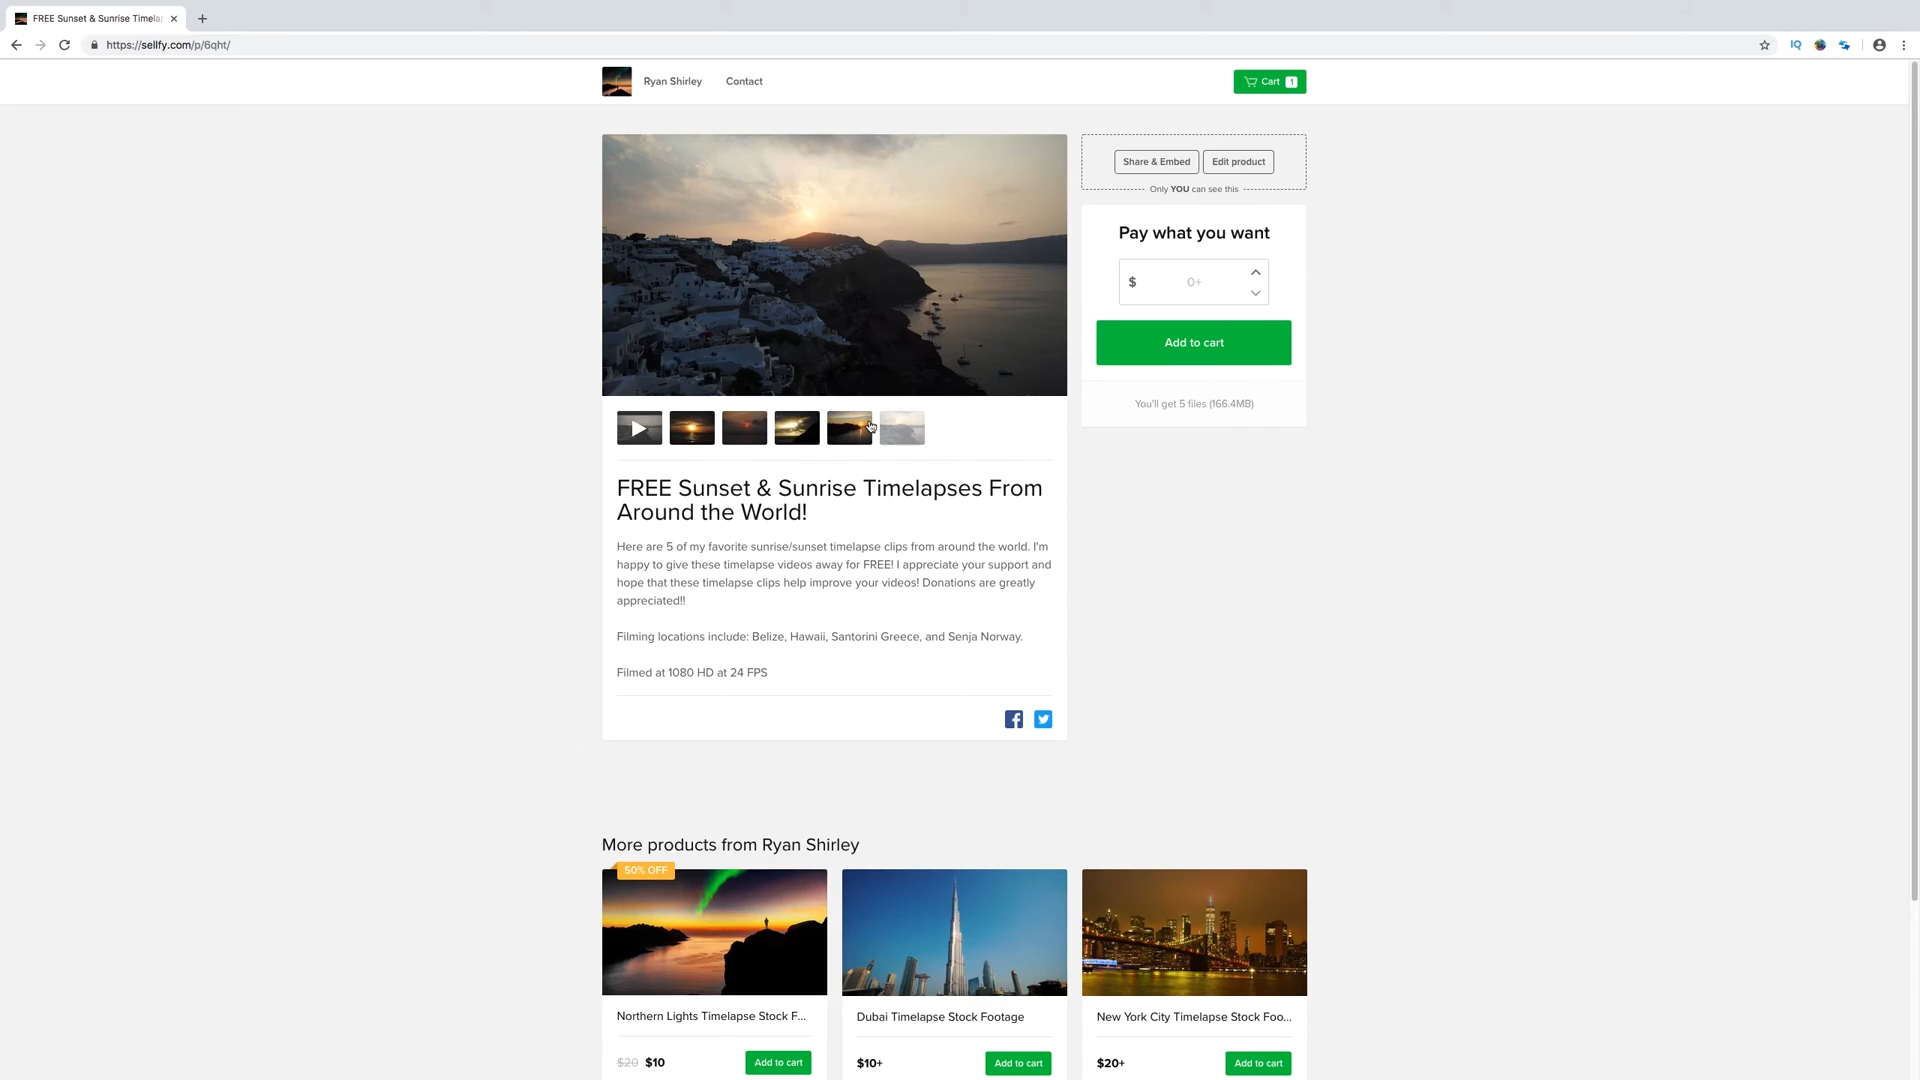 FREE Sunset & Sunrise Timela
https://sellfy.com/p/6qht/
IQ
Ryan Shirley
Contact
Cart 1
Share & Embed
Edit product
Only YOU can see this
Pay what you want
$ 0+
Add to cart
You'll get 5 files (166.4MB)
FREE Sunset & Sunrise Timelapses From
Around the World!
Here are 5 of my favorite sunrise/sunset timelapse clips from around the world. I'm
happy to give these timelapse videos away for FREE! I appreciate your support and
hope that these timelapse clips help improve your videos! Donations are greatly
appreciated!!
Filming locations include: Belize, Hawaii, Santorini Greece, and Senja Norway.
Filmed at 1080 HD at 24 FPS
More products from Ryan Shirley
50% OFF
Northern Lights Timelapse Stock F...
Dubai Timelapse Stock Footage
New York City Timelapse Stock Foo...
$20 $10
Add to cart
$10+
Add to cart
$20+
Add to cart